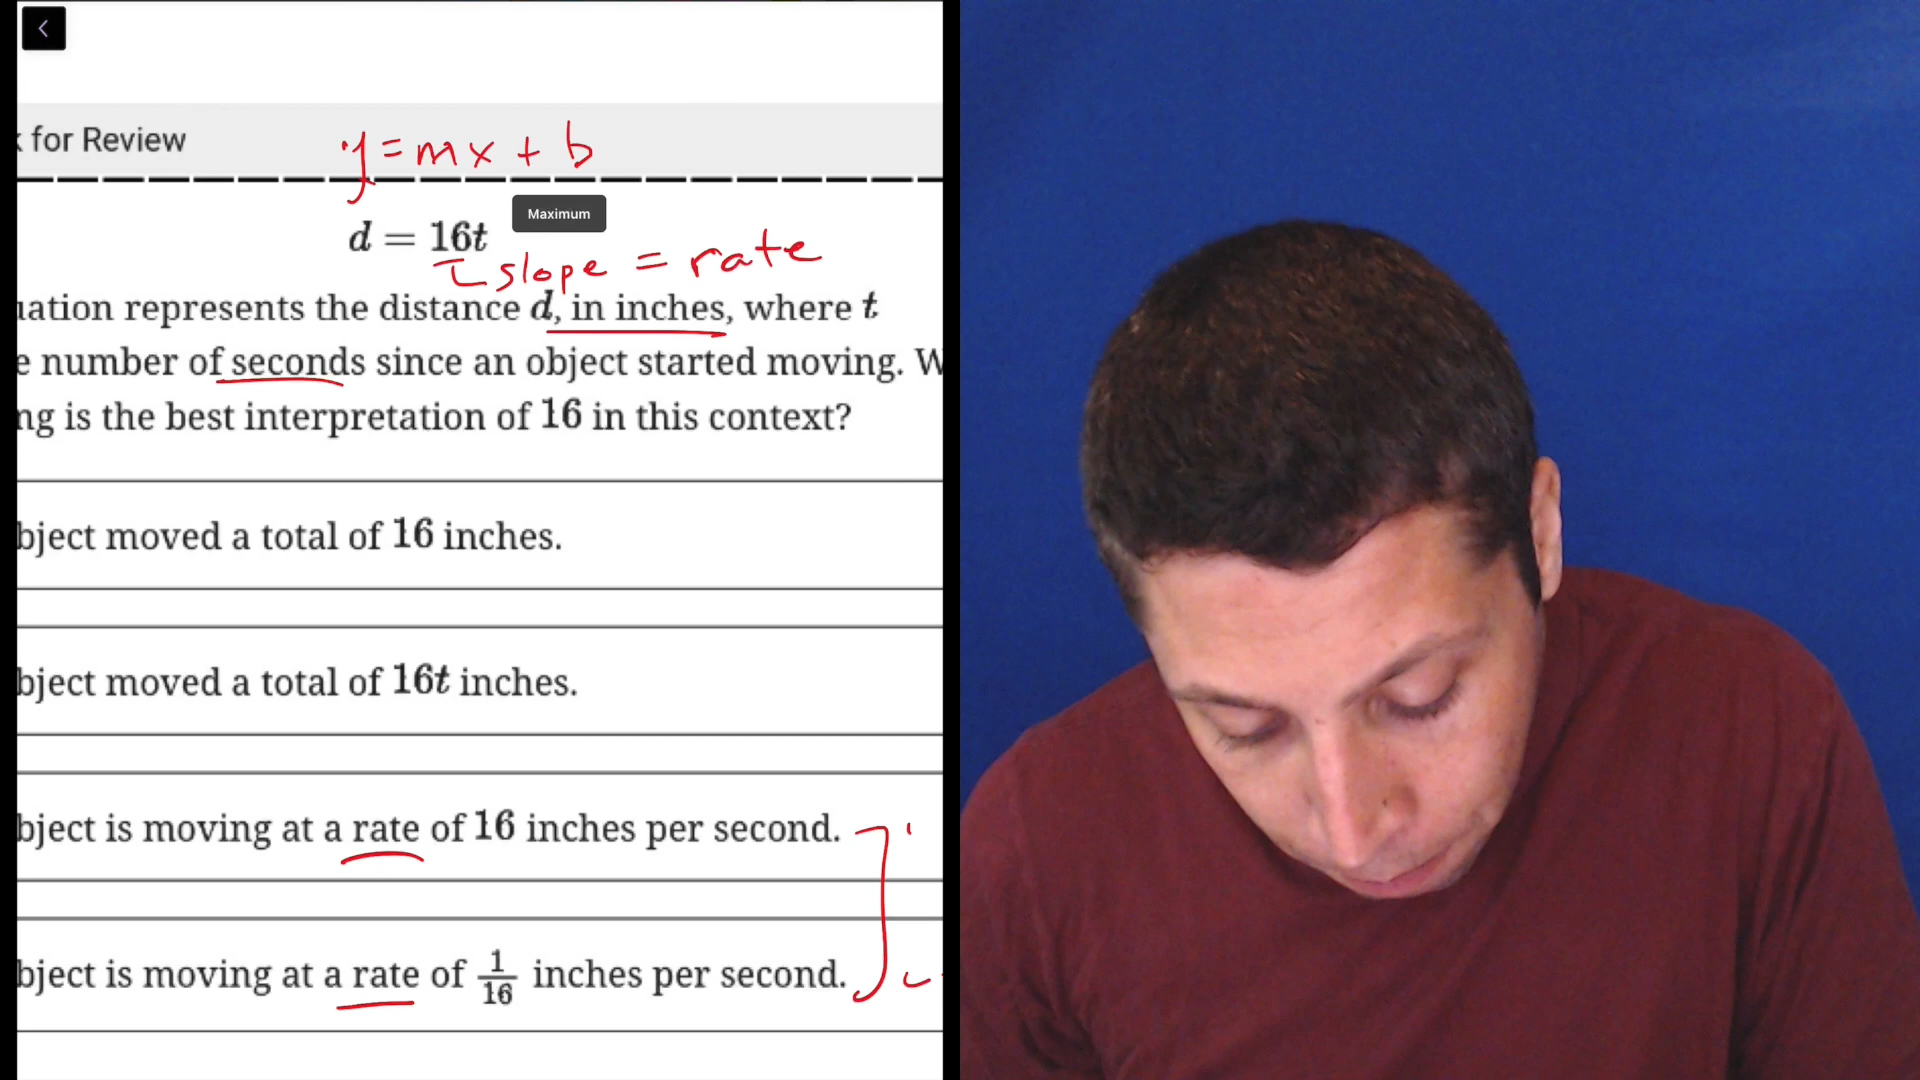 for Review
y = mx + b
Maximum
d = 16t
slope = rate
uation represents the distance d, in inches, where t
e number of seconds since an object started moving. W
ng is the best interpretation of 16 in this context?
bject moved a total of 16 inches.
bject moved a total of 16t inches.
bject is moving at a rate of 16 inches per second.
bject is moving at a rate of 1/16 inches per second.